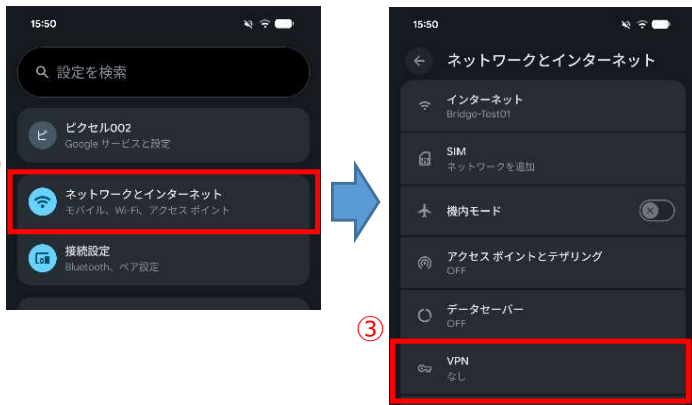 15:50
設定を検索
ピ
ピクセル002
Google サービスと設定
ネットワークとインターネット
モバイル、Wi-Fi、アクセス ポイント
接続設定
Bluetooth、ペア設定
15:50
ネットワークとインターネット
インターネット
Bridge-Test01
SIM
ネットワークを追加
機内モード
アクセス ポイントとテザリング
OFF
データセーバー
OFF
③
VPN
なし